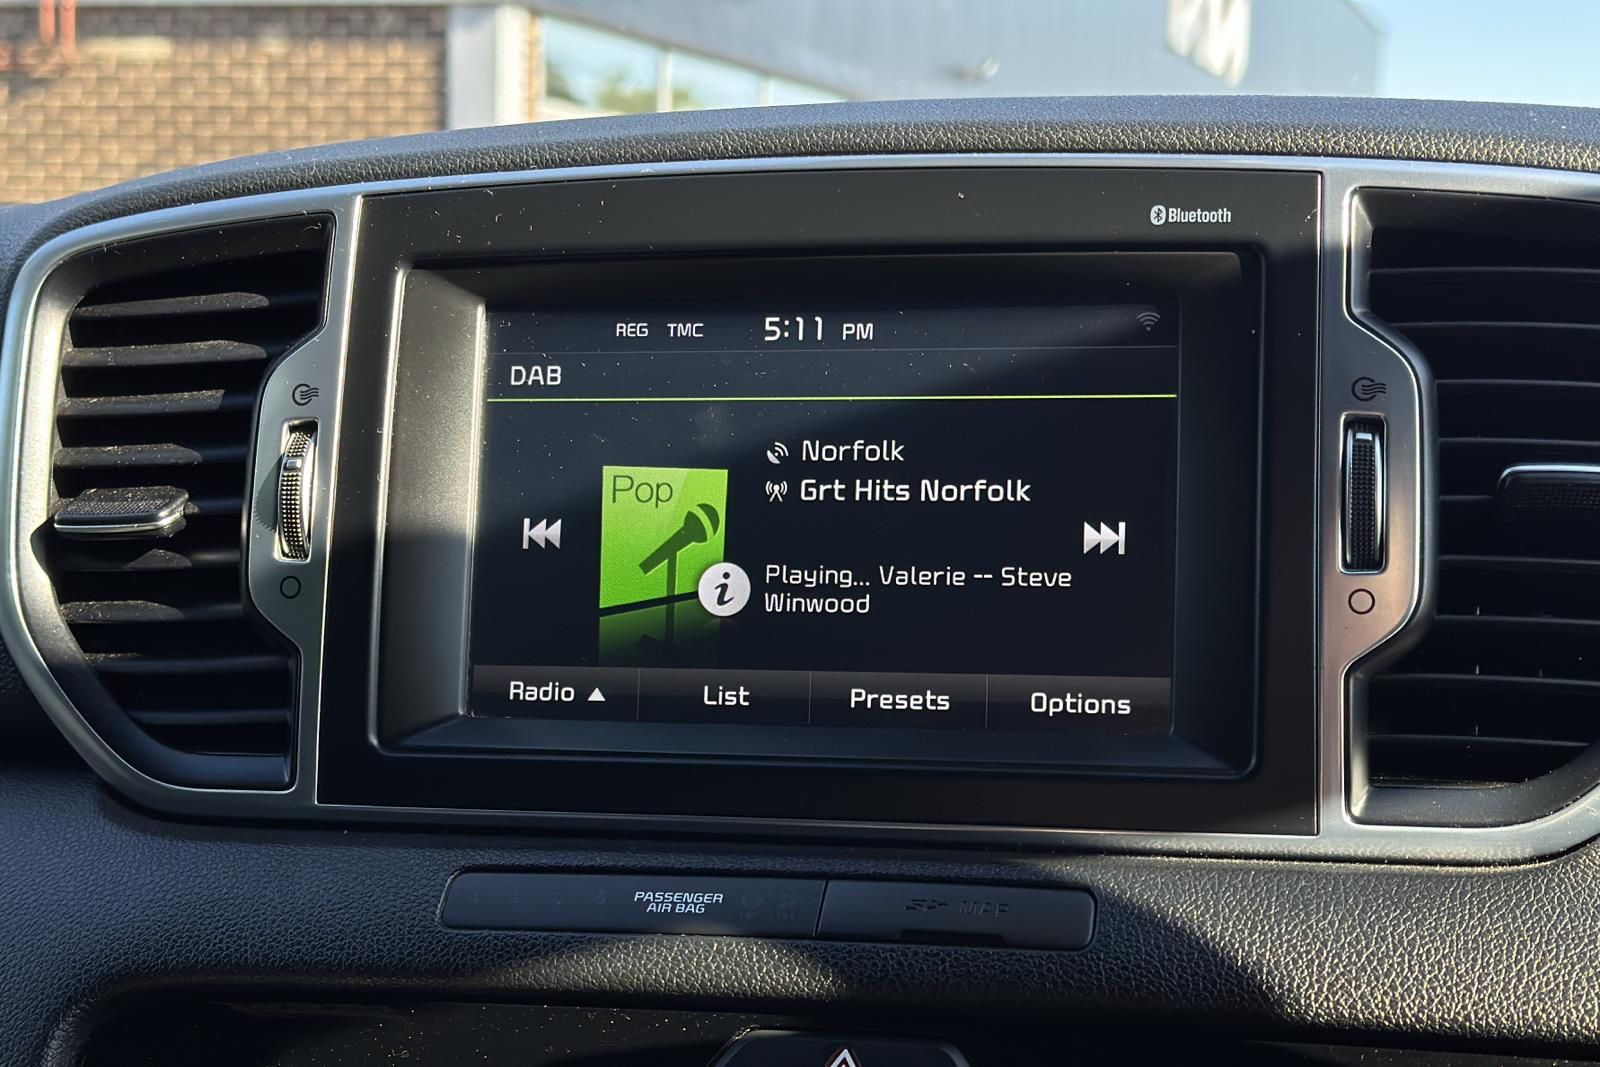 Bluetooth
REG TMC 5:11 PM
DAB
Norfolk
Pop
Grt Hits Norfolk
Playing... Valerie -- Steve
Winwood
Radio ▲ List Presets Options
PASSENGER
AIR BAG
MAP